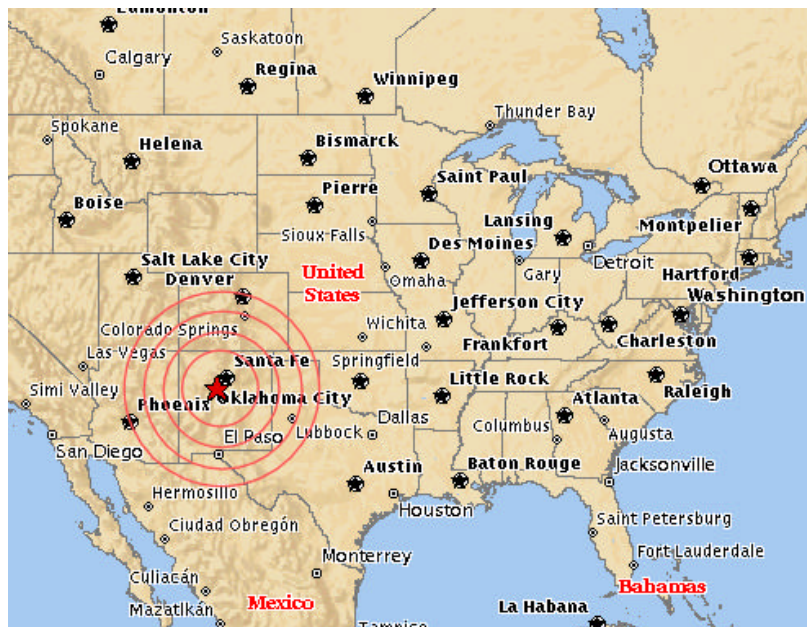 Edmonton
Saskatoon
Calgary
Regina
Winnipeg
Thunder Bay
Spokane
Helena
Bismarck
Ottawa
Saint Paul
Pierre
Boise
Lansing
Montpelier
Sioux Falls
Des Moines
Salt Lake City
Detroit
United
States
Omaha
Gary
Hartford
Denver
Washington
Jefferson City
Colorado Springs
Wichita
Frankfort
Charleston
Las Vegas
Santa Fe
Springfield
Simi Valley
Little Rock
Raleigh
Phoenix
Oklahoma City
Atlanta
Dallas
Columbus
Augusta
El Paso
Lubbock
San Diego
Austin
Baton Rouge
Jacksonville
Hermosillo
Houston
Saint Petersburg
Ciudad Obregón
Monterrey
Fort Lauderdale
Culiacán
Bahamas
Mexico
Mazatlkán
La Habana
Tampico